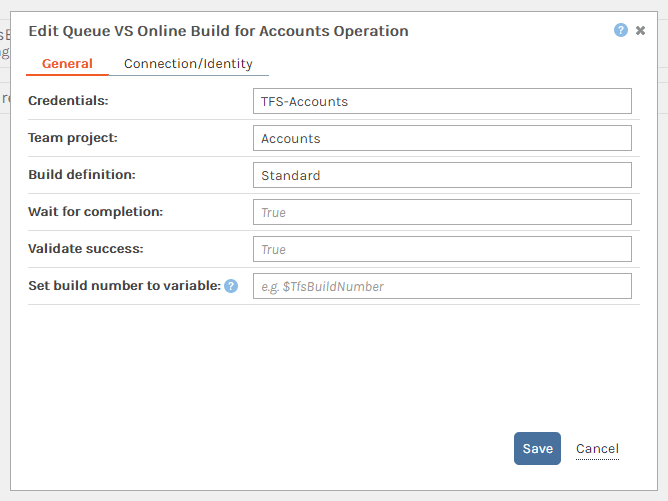 Edit Queue VS Online Build for Accounts Operation ? ×
General Connection/Identity
Credentials: TFS-Accounts
Team project: Accounts
Build definition: Standard
Wait for completion: True
Validate success: True
Set build number to variable: ? e.g. $TfsBuildNumber
Save Cancel